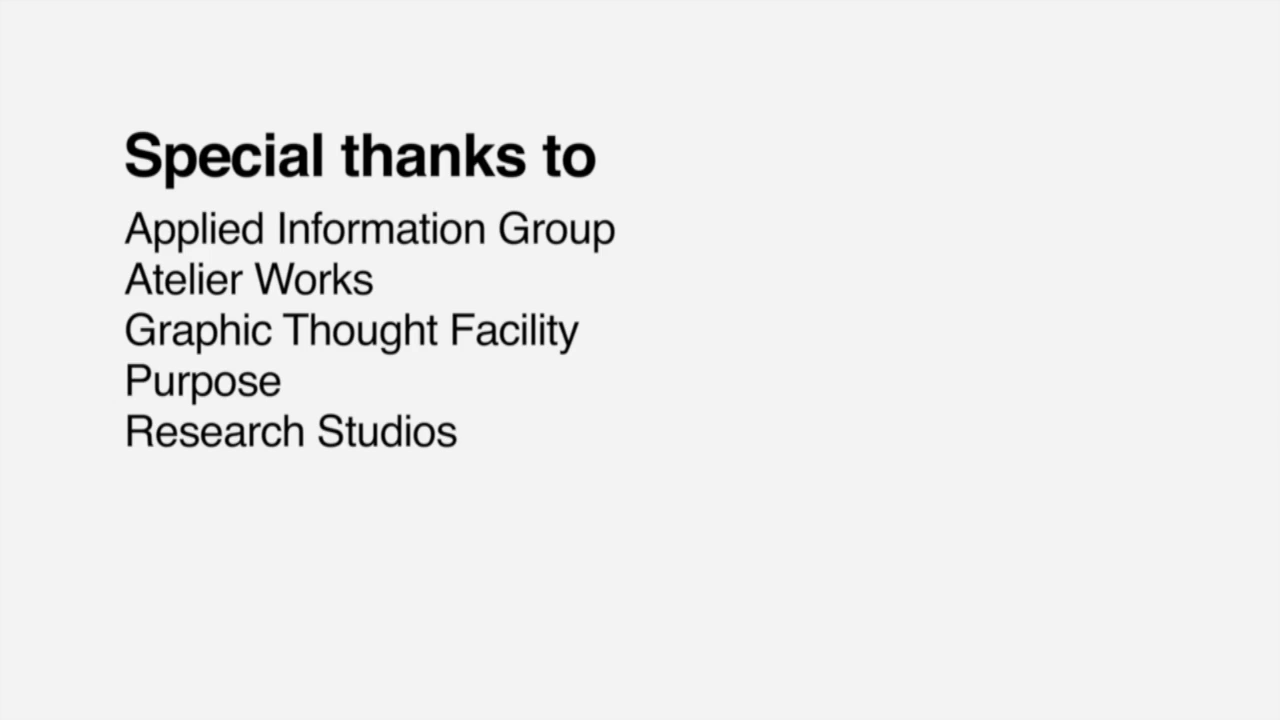 Special thanks to
Applied Information Group
Atelier Works
Graphic Thought Facility
Purpose
Research Studios